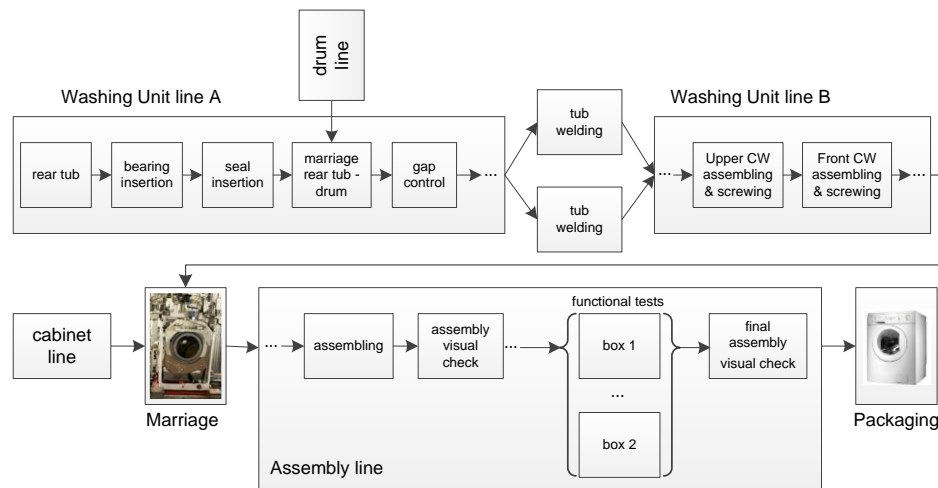 drum
line
Washing Unit line A
Washing Unit line B
rear tub
bearing
insertion
seal
insertion
marriage
rear tub -
drum
gap
control
...
tub
welding
tub
welding
...
Upper CW
assembling
& screwing
Front CW
assembling
& screwing
...
cabinet
line
Marriage
...
assembling
assembly
visual
check
...
functional tests
box 1
...
box 2
final
assembly
visual check
Packaging
Assembly line